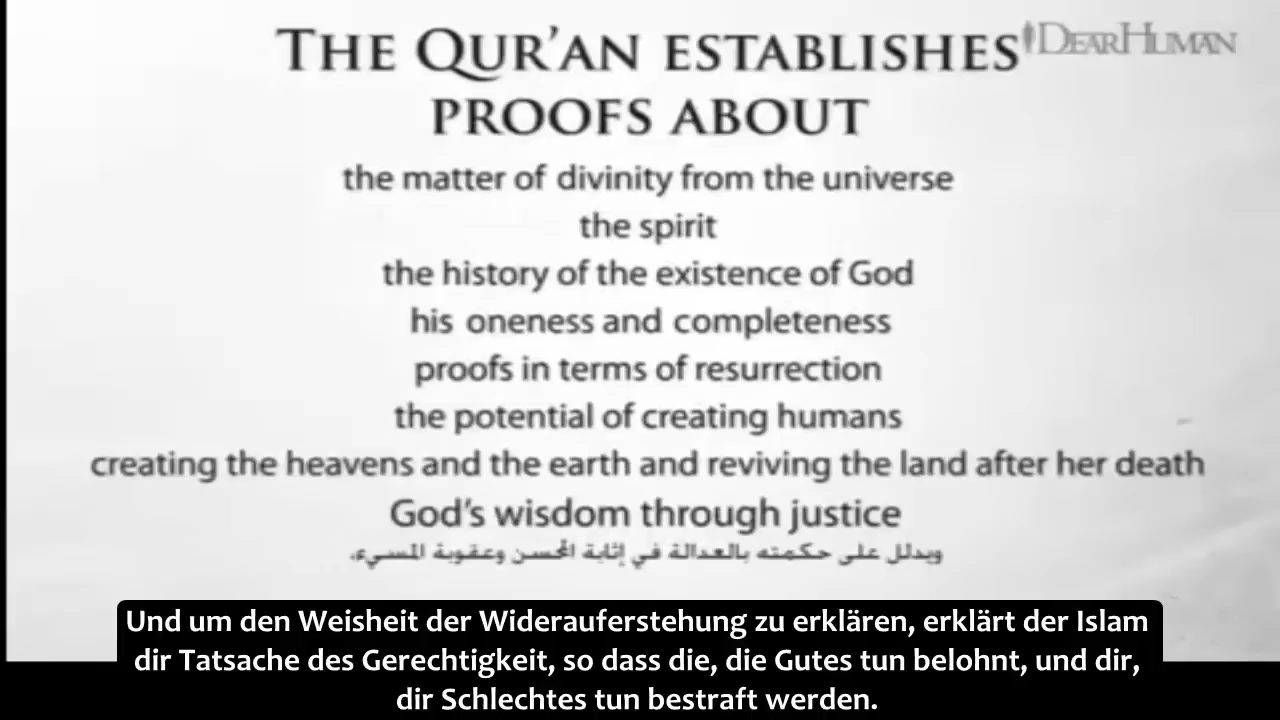 THE QUR'AN ESTABLISHES
DEARHUMAN
PROOFS ABOUT
the matter of divinity from the universe
the spirit
the history of the existence of God
his oneness and completeness
proofs in terms of resurrection
the potential of creating humans
creating the heavens and the earth and reviving the land after her death
God's wisdom through justice
ويدلل على حكمته بالعدالة في إثابة المحسن وعقوبة المسيء.
Und um den Weisheit der Widerauferstehung zu erklären, erklärt der Islam
dir Tatsache des Gerechtigkeit, so dass die, die Gutes tun belohnt, und dir,
dir Schlechtes tun bestraft werden.